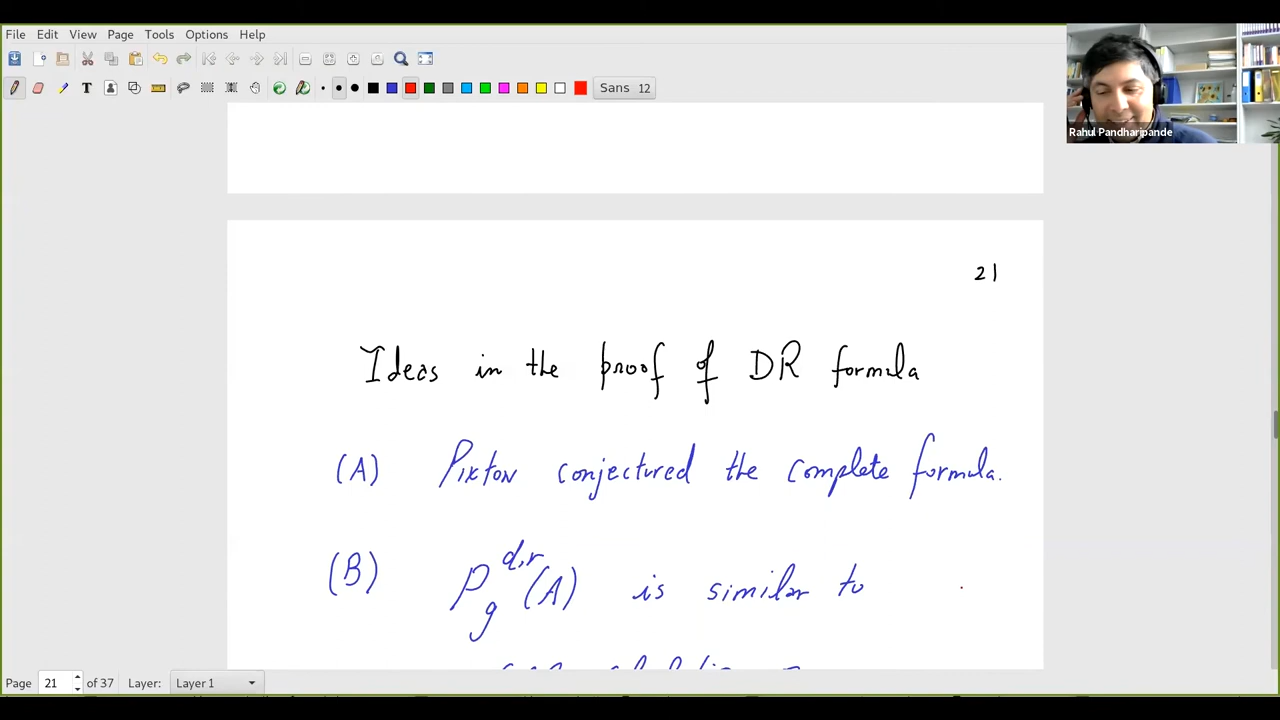 File Edit View Page Tools Options Help
Sans 12
Rahul Pandharipande
21
Ideas in the proof of DR formula
(A) Pixton conjectured the complete formula.
(B) P_g^{d,r}(A) is similar to
Page 21 of 37 Layer: Layer 1